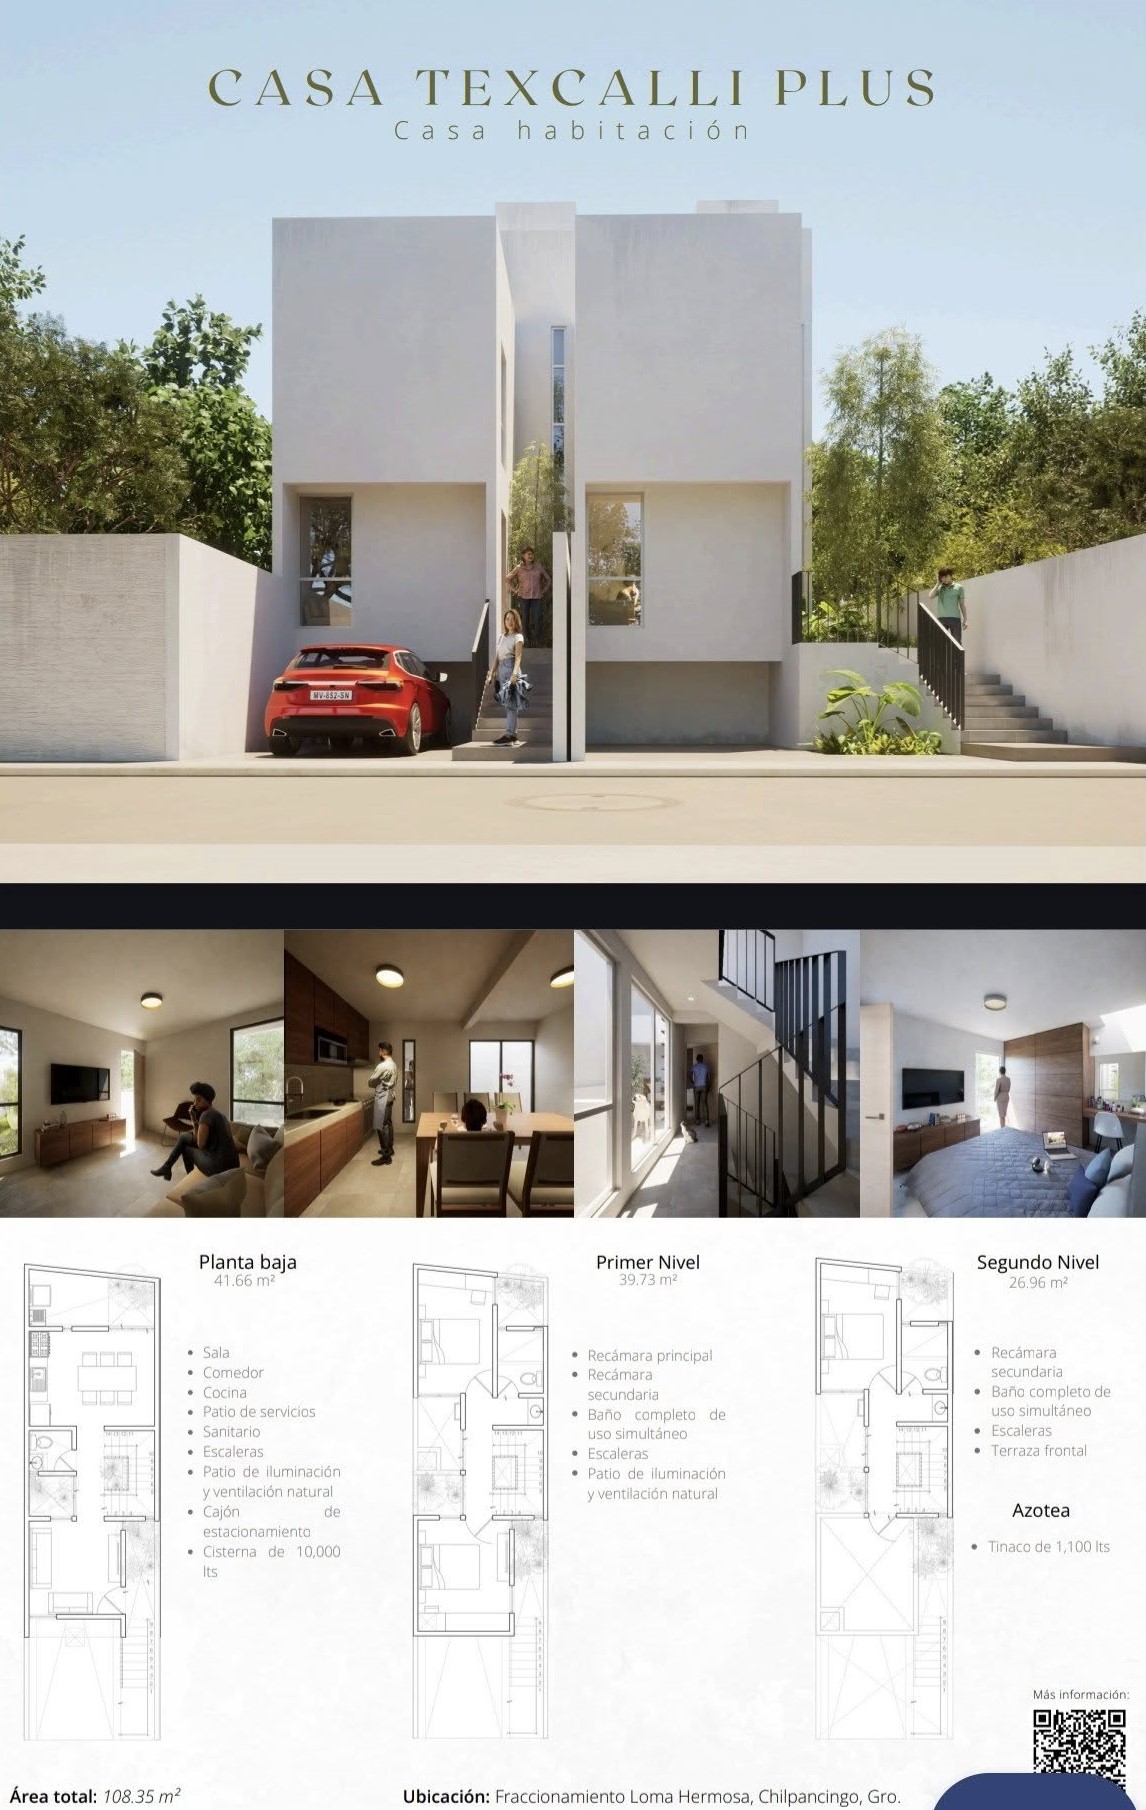 CASA TEXCALLI PLUS
Casa habitación
MV-652-SN
Planta baja
41.66 m²
Sala
Comedor
Cocina
Patio de servicios
Sanitario
Escaleras
Patio de iluminación
y ventilación natural
Cajón de
estacionamiento
Cisterna de 10,000
lts
Primer Nivel
39.73 m²
Recámara principal
Recámara
secundaria
Baño completo de
uso simultáneo
Escaleras
Patio de iluminación
y ventilación natural
Segundo Nivel
26.96 m²
Recámara
secundaria
Baño completo de
uso simultáneo
Escaleras
Terraza frontal
Azotea
Tinaco de 1,100 lts
Más información:
Área total: 108.35 m²
Ubicación: Fraccionamiento Loma Hermosa, Chilpancingo, Gro.